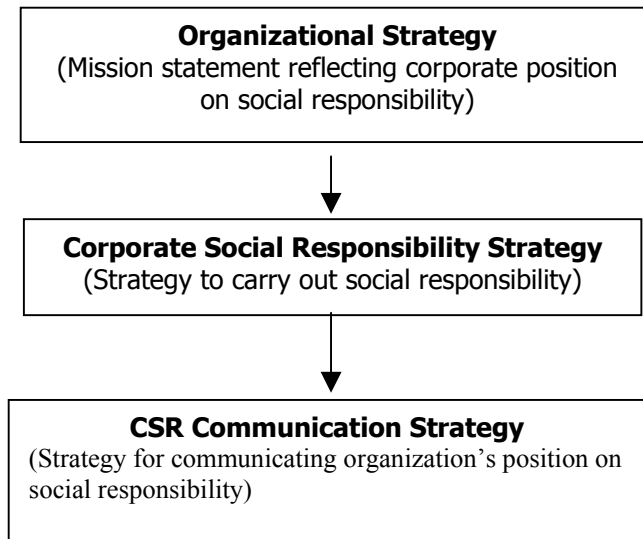 Organizational Strategy
(Mission statement reflecting corporate position
on social responsibility)
Corporate Social Responsibility Strategy
(Strategy to carry out social responsibility)
CSR Communication Strategy
(Strategy for communicating organization’s position on
social responsibility)